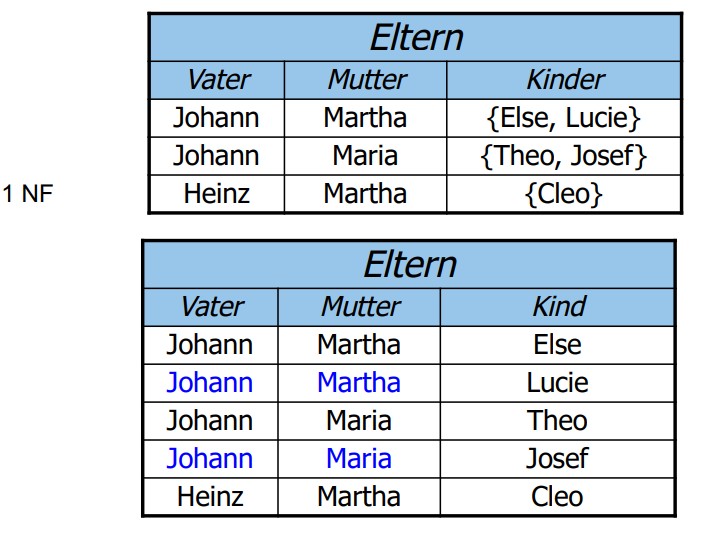 Eltern
Vater Mutter Kinder
Johann Martha {Else, Lucie}
Johann Maria {Theo, Josef}
1 NF Heinz Martha {Cleo}
Eltern
Vater Mutter Kind
Johann Martha Else
Johann Martha Lucie
Johann Maria Theo
Johann Maria Josef
Heinz Martha Cleo